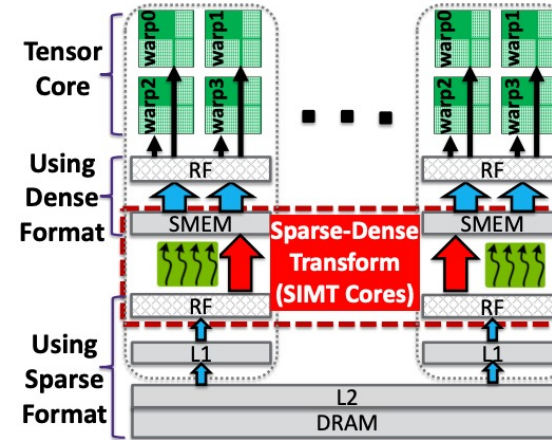 Tensor
Core
warp0
warp1
warp2
warp3
warp0
warp1
warp2
warp3
Using
Dense
Format
RF
RF
SMEM
SMEM
Sparse-Dense
Transform
(SIMT Cores)
RF
RF
Using
Sparse
Format
L1
L1
L2
DRAM